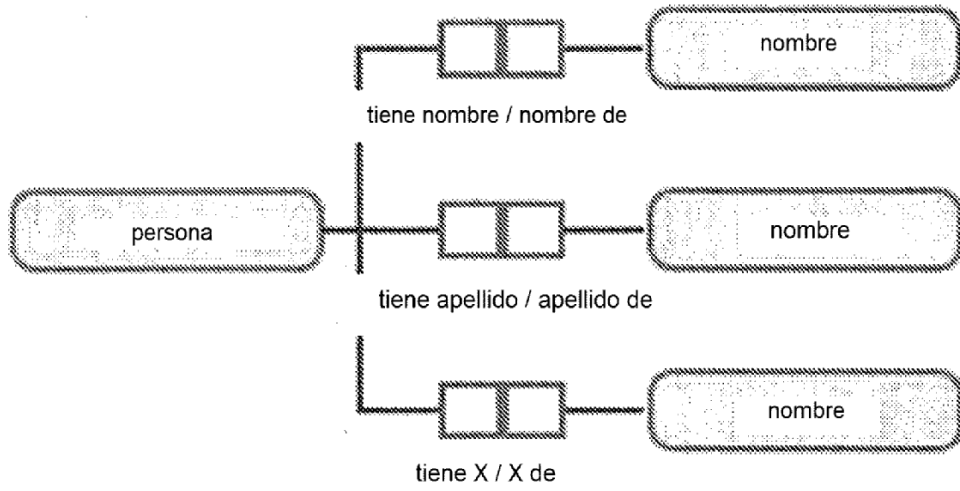 nombre
tiene nombre / nombre de
persona
nombre
tiene apellido / apellido de
nombre
tiene X / X de